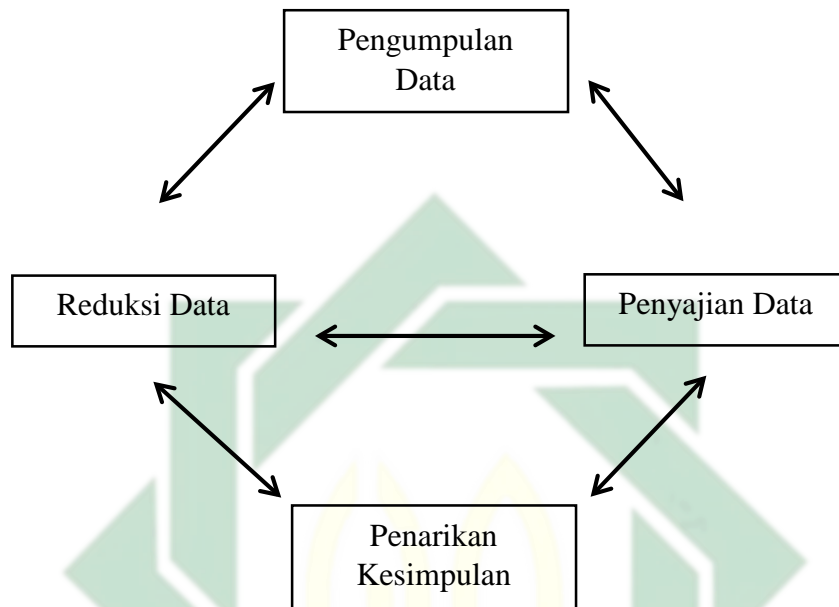 Pengumpulan
Data
Reduksi Data
Penyajian Data
Penarikan
Kesimpulan